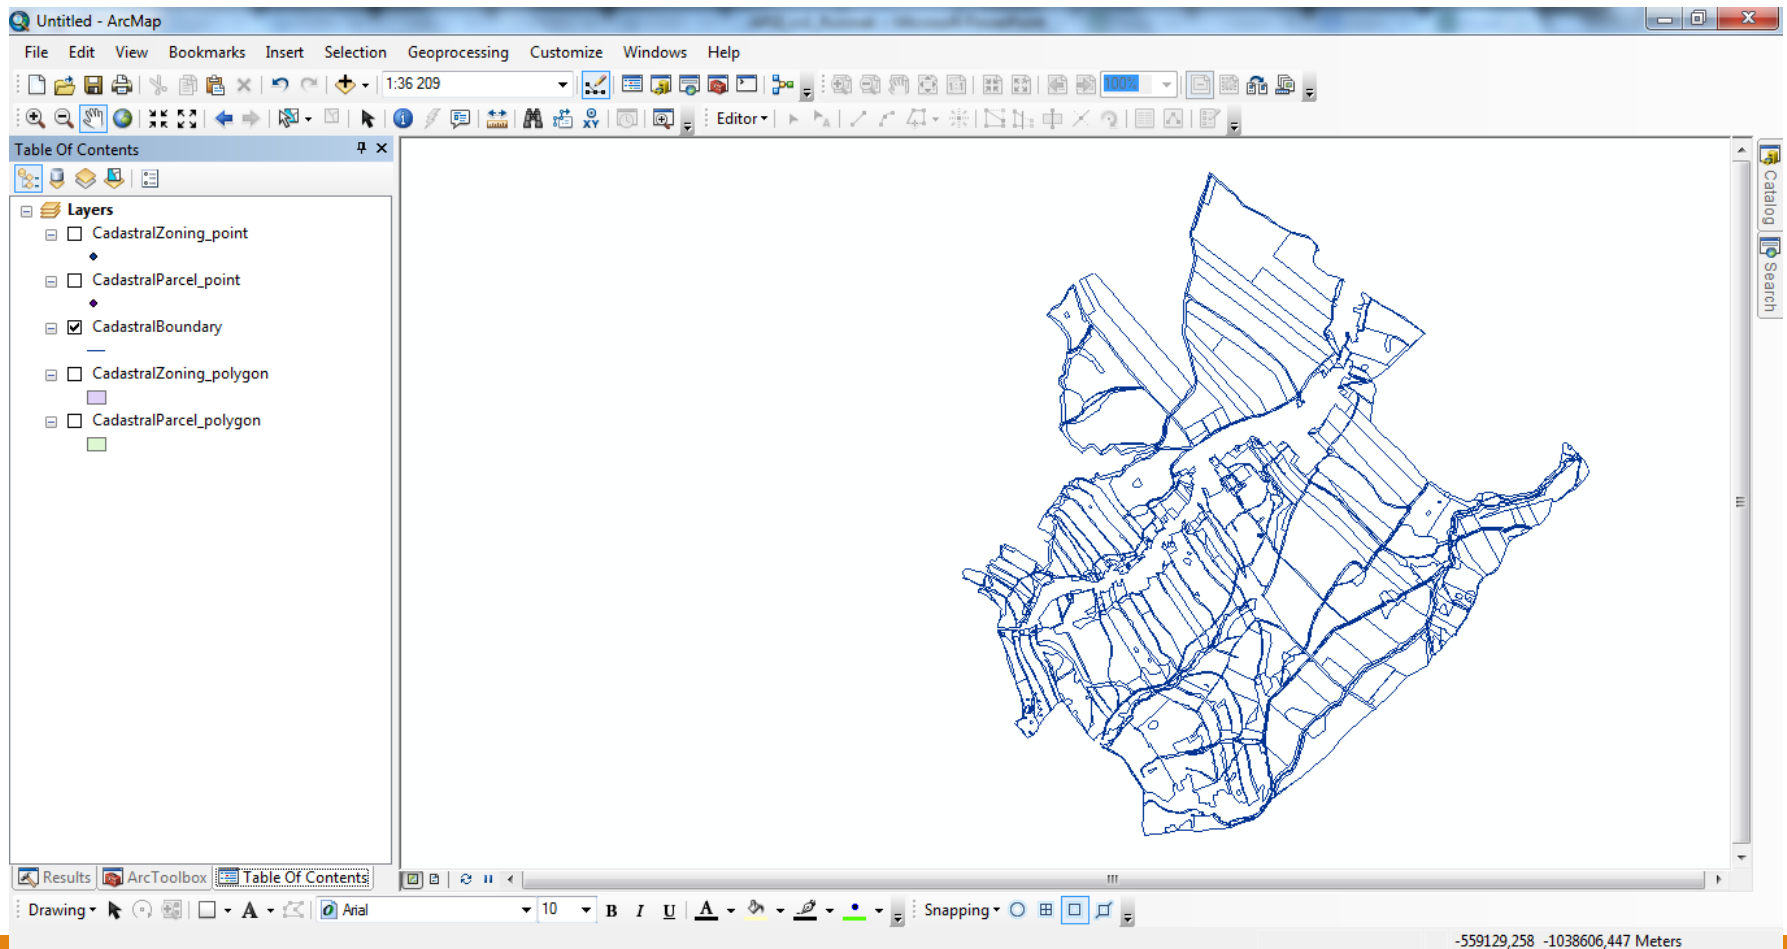 Untitled - ArcMap
File Edit View Bookmarks Insert Selection Geoprocessing Customize Windows Help
1:36 209
100%
Editor
Table Of Contents
Layers
CadastralZoning_point
CadastralParcel_point
CadastralBoundary
CadastralZoning_polygon
CadastralParcel_polygon
Catalog
Search
Results ArcToolbox Table Of Contents
Drawing A Arial 10 B I U A Snapping
-559129,258 -1038606,447 Meters